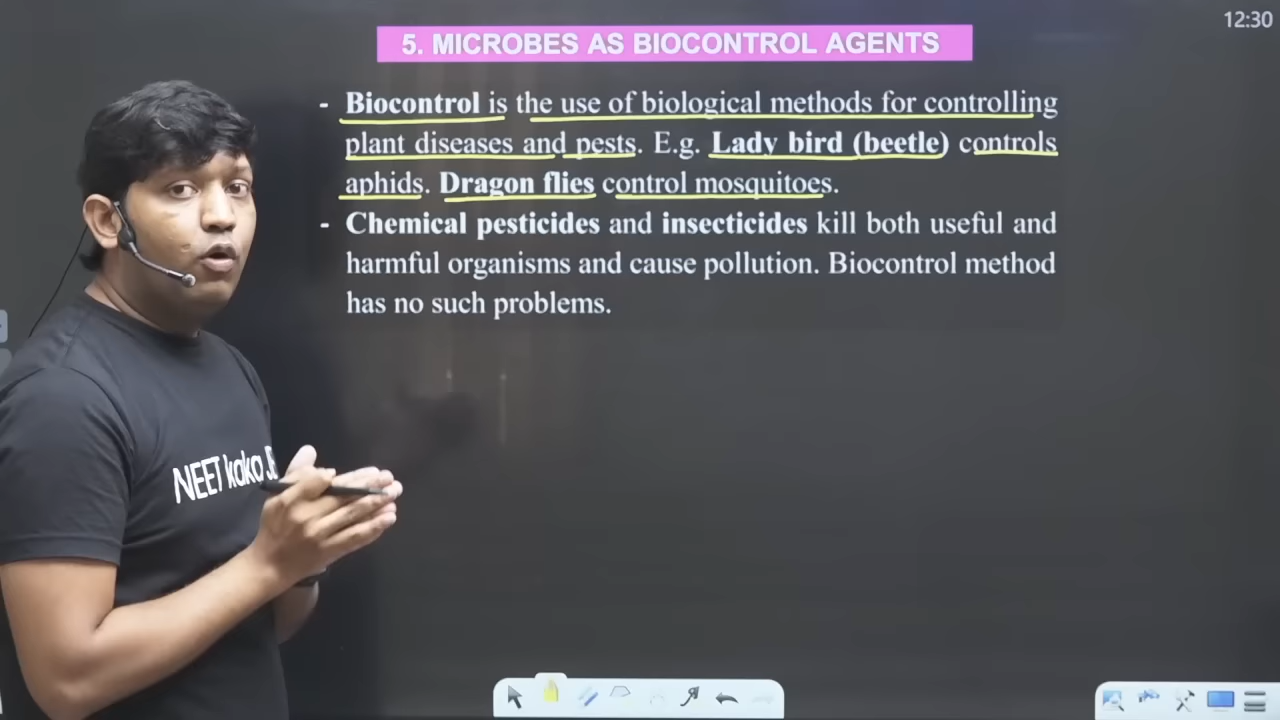 12:30
5. MICROBES AS BIOCONTROL AGENTS
- Biocontrol is the use of biological methods for controlling
plant diseases and pests. E.g. Lady bird (beetle) controls
aphids. Dragon flies control mosquitoes.
- Chemical pesticides and insecticides kill both useful and
harmful organisms and cause pollution. Biocontrol method
has no such problems.
NEET kaka